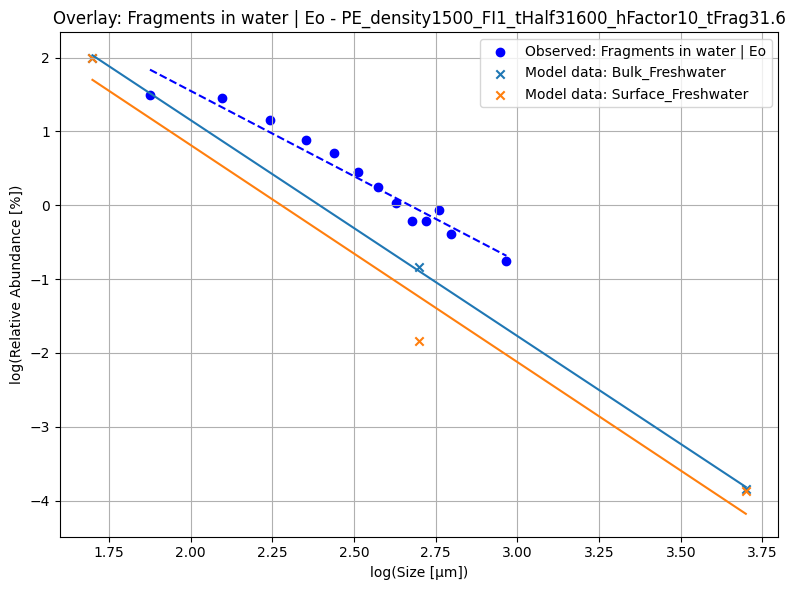 Overlay: Fragments in water | Eo - PE_density1500_FI1_tHalf31600_hFactor10_tFrag31.6
Observed: Fragments in water | Eo
Model data: Bulk_Freshwater
Model data: Surface_Freshwater
log(Relative Abundance [%])
2
1
0
−1
−2
−3
−4
1.75 2.00 2.25 2.50 2.75 3.00 3.25 3.50 3.75
log(Size [μm])